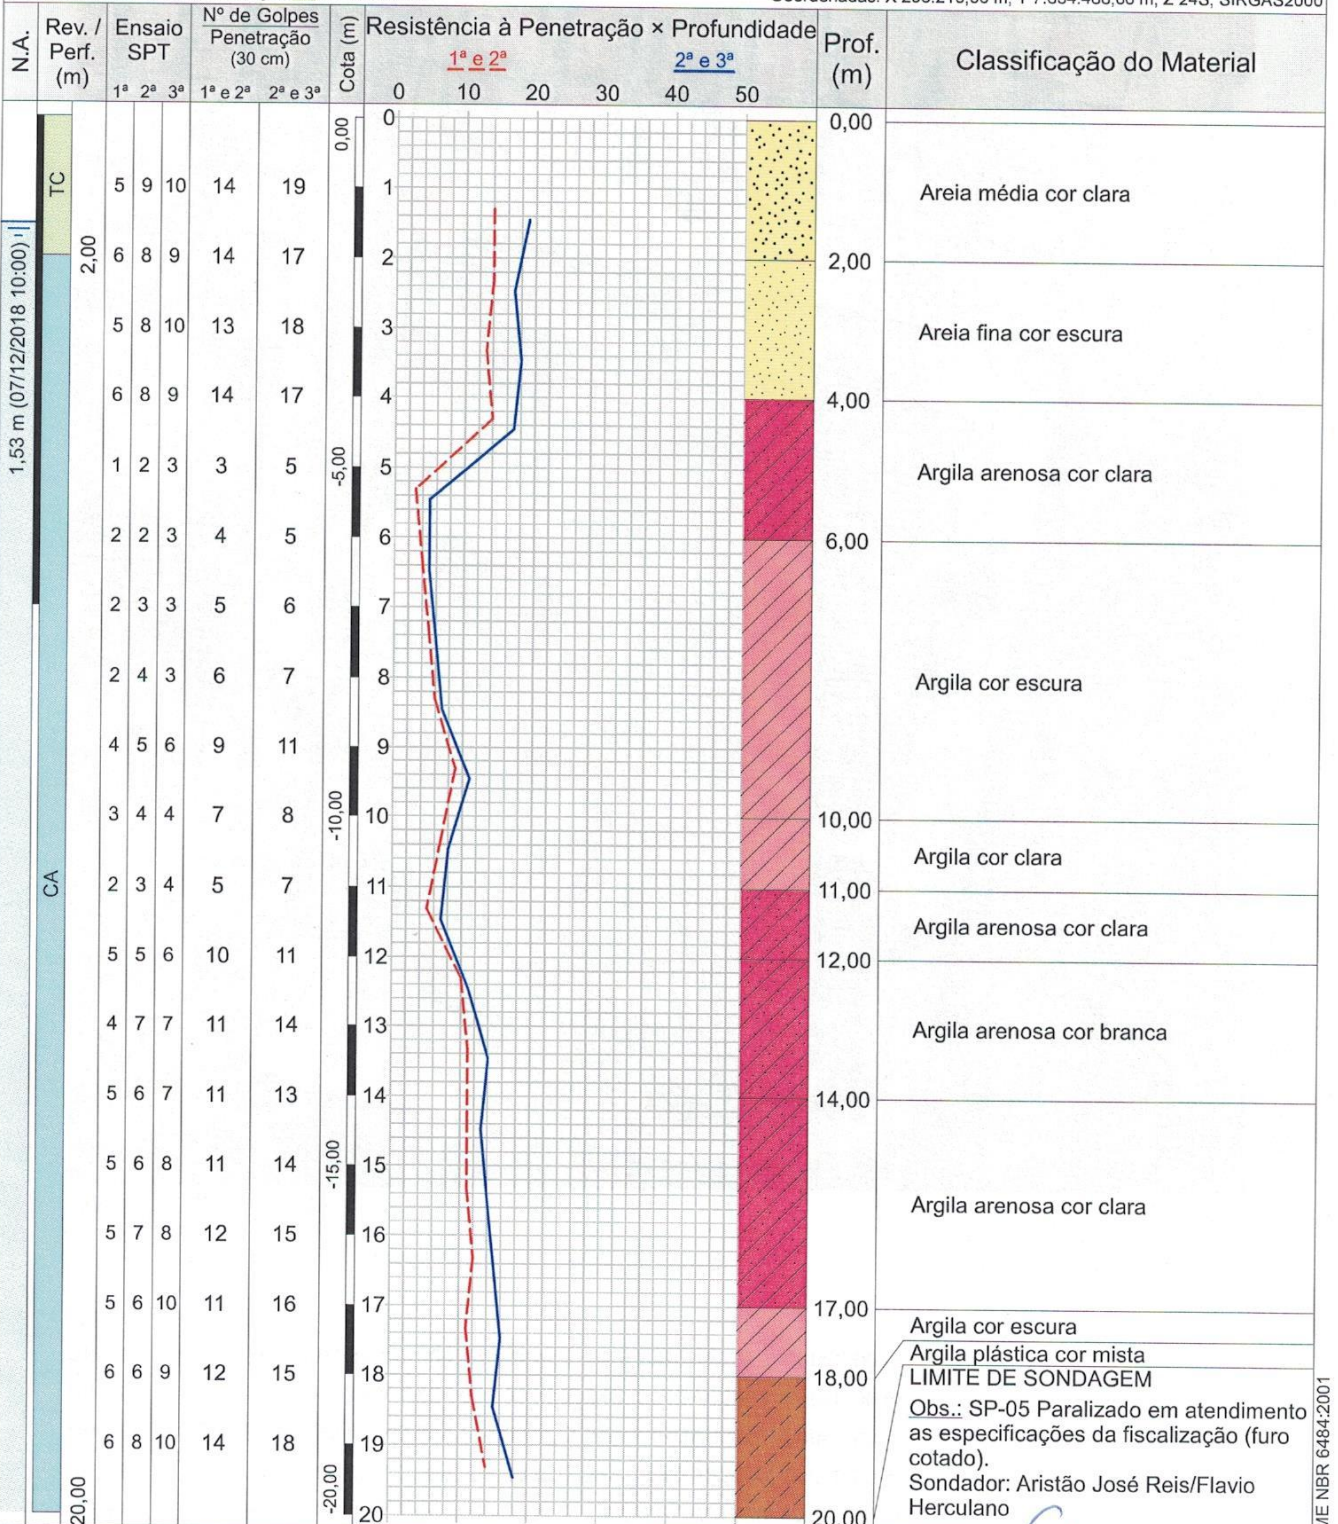 N.A.
Rev. /
Perf.
(m)
Ensaio
SPT
1ª 2ª 3ª
Nº de Golpes
Penetração
(30 cm)
1ª e 2ª 2ª e 3ª
Cota (m)
Resistência à Penetração × Profundidade
1ª e 2ª 2ª e 3ª
0 10 20 30 40 50
Prof.
(m)
Classificação do Material
1,53 m (07/12/2018 10:00)
TC
2,00
CA
20,00
5 9 10 14 19
6 8 9 14 17
5 8 10 13 18
6 8 9 14 17
1 2 3 3 5
2 2 3 4 5
2 3 3 5 6
2 4 3 6 7
4 5 6 9 11
3 4 4 7 8
2 3 4 5 7
5 5 6 10 11
4 7 7 11 14
5 6 7 11 13
5 6 8 11 14
5 7 8 12 15
5 6 10 11 16
6 6 9 12 15
6 8 10 14 18
0,00
-5,00
-10,00
-15,00
-20,00
0
1
2
3
4
5
6
7
8
9
10
11
12
13
14
15
16
17
18
19
20
0,00
Areia média cor clara
2,00
Areia fina cor escura
4,00
Argila arenosa cor clara
6,00
Argila cor escura
10,00
Argila cor clara
11,00
Argila arenosa cor clara
12,00
Argila arenosa cor branca
14,00
Argila arenosa cor clara
17,00
Argila cor escura
18,00
Argila plástica cor mista
20,00
LIMITE DE SONDAGEM
Obs.: SP-05 Paralizado em atendimento
as especificações da fiscalização (furo
cotado).
Sondador: Aristão José Reis/Flavio
Herculano
NBR 6484:2001